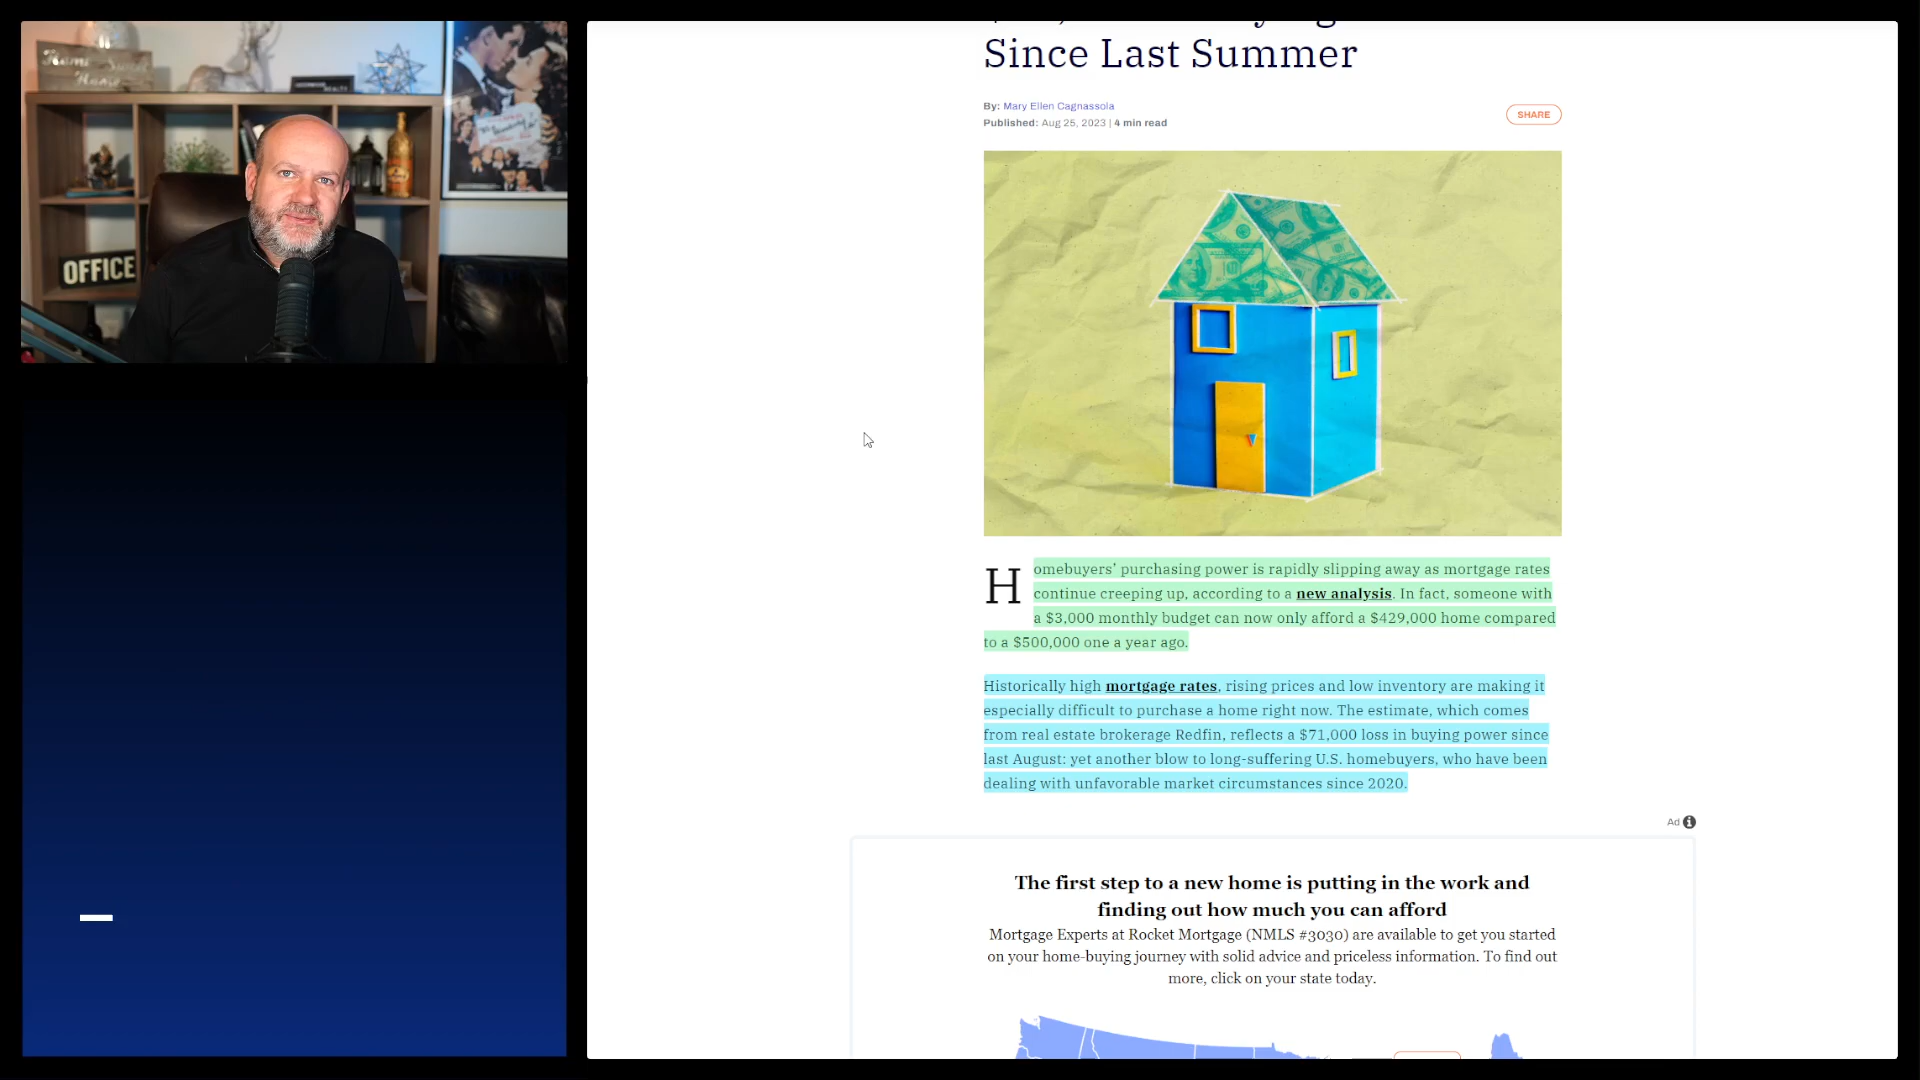 Home Sweet
Home
OFFICE
Since Last Summer
By: Mary Ellen Cagnassola
Published: Aug 25, 2023 | 4 min read
SHARE
Homebuyers’ purchasing power is rapidly slipping away as mortgage rates
continue creeping up, according to a new analysis. In fact, someone with
a $3,000 monthly budget can now only afford a $429,000 home compared
to a $500,000 one a year ago.
Historically high mortgage rates, rising prices and low inventory are making it
especially difficult to purchase a home right now. The estimate, which comes
from real estate brokerage Redfin, reflects a $71,000 loss in buying power since
last August: yet another blow to long-suffering U.S. homebuyers, who have been
dealing with unfavorable market circumstances since 2020.
Ad
The first step to a new home is putting in the work and
finding out how much you can afford
Mortgage Experts at Rocket Mortgage (NMLS #3030) are available to get you started
on your home-buying journey with solid advice and priceless information. To find out
more, click on your state today.